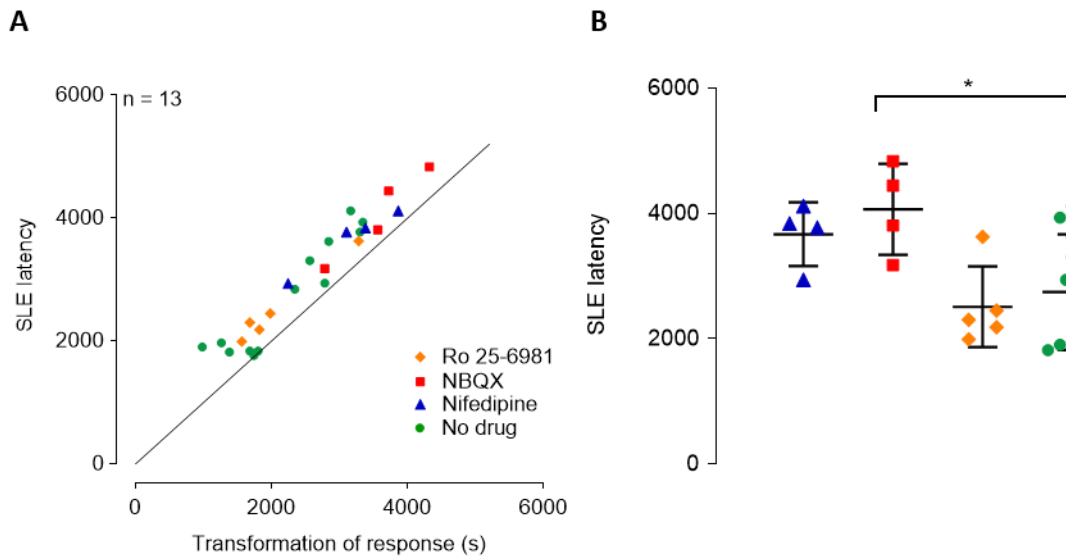 A
B
6000
n = 13
4000
2000
0
SLE latency
Ro 25-6981
NBQX
Nifedipine
No drug
0
2000
4000
6000
Transformation of response (s)
6000
*
4000
2000
0
SLE latency